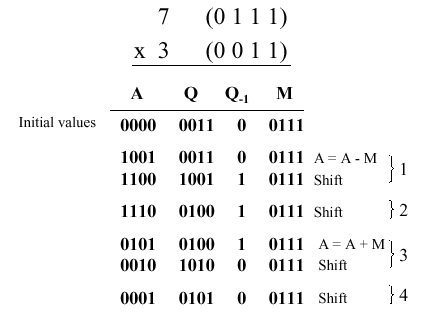 7 (0 1 1 1)
x 3 (0 0 1 1)
A Q Q-1 M
Initial values 0000 0011 0 0111
1001 0011 0 0111 A = A - M
1100 1001 1 0111 Shift } 1
1110 0100 1 0111 Shift } 2
0101 0100 1 0111 A = A + M
0010 1010 0 0111 Shift } 3
0001 0101 0 0111 Shift } 4